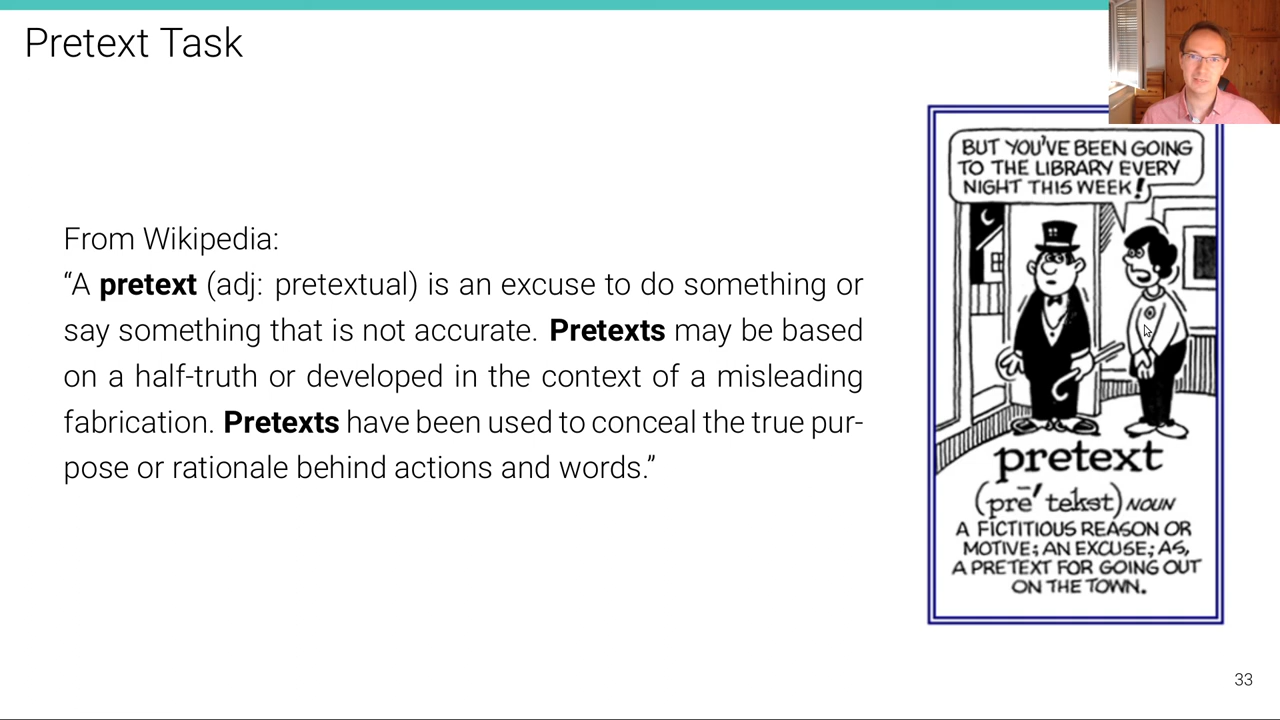 Pretext Task
From Wikipedia:
“A pretext (adj: pretextual) is an excuse to do something or
say something that is not accurate. Pretexts may be based
on a half-truth or developed in the context of a misleading
fabrication. Pretexts have been used to conceal the true pur-
pose or rationale behind actions and words.”
BUT YOU'VE BEEN GOING
TO THE LIBRARY EVERY
NIGHT THIS WEEK!
pretext
(prē′ tekst) NOUN
A FICTITIOUS REASON OR
MOTIVE; AN EXCUSE; AS,
A PRETEXT FOR GOING OUT
ON THE TOWN.
33